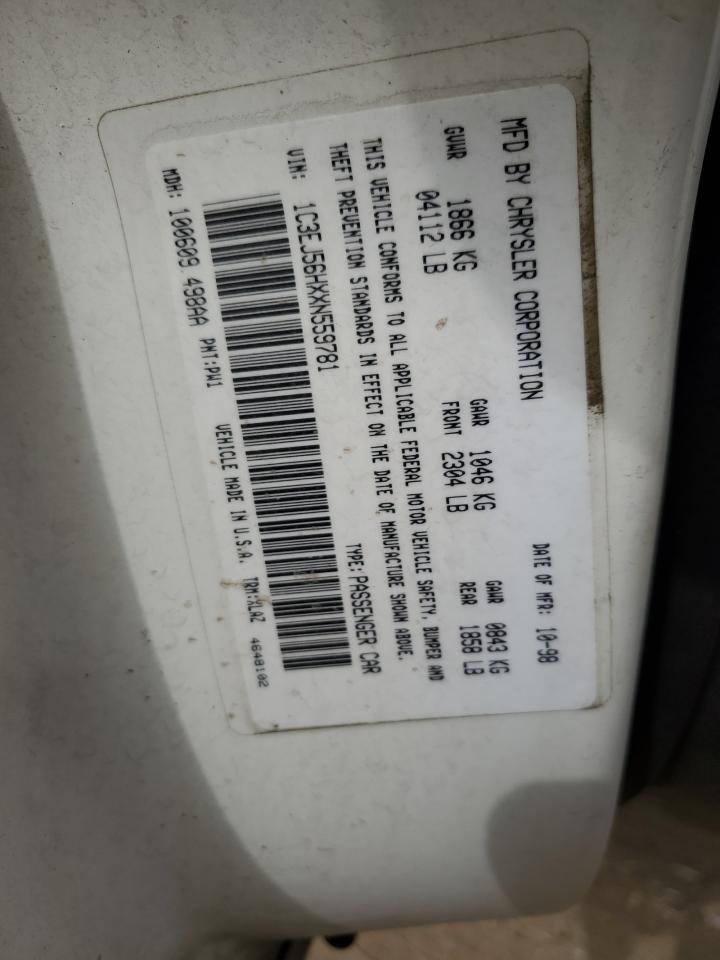 MFD BY CHRYSLER CORPORATION DATE OF MFR: 10-98
GVWR 1866 KG GAWR 1046 KG GAWR 0843 KG
04112 LB FRONT 2304 LB REAR 1858 LB
THIS VEHICLE CONFORMS TO ALL APPLICABLE FEDERAL MOTOR VEHICLE SAFETY, BUMPER AND
THEFT PREVENTION STANDARDS IN EFFECT ON THE DATE OF MANUFACTURE SHOWN ABOVE.
VIN: 1C3EJ56HXXN559781 TYPE: PASSENGER CAR
MDH: 100609 498AA PNT:PW1 VEHICLE MADE IN U.S.A. TRM:XLAZ 4648102